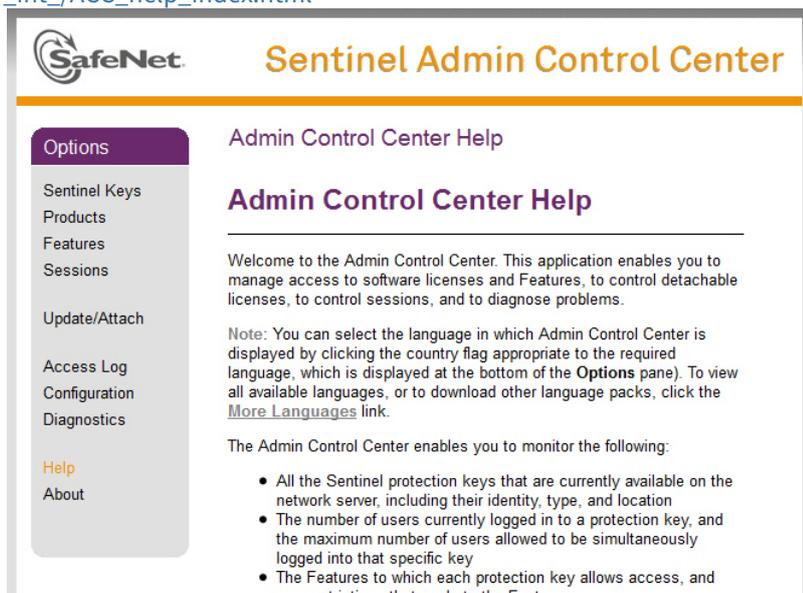 _int_/ACC_help_index.html
SafeNet.
Sentinel Admin Control Center
Options
Sentinel Keys
Products
Features
Sessions
Update/Attach
Access Log
Configuration
Diagnostics
Help
About
Admin Control Center Help
Admin Control Center Help
Welcome to the Admin Control Center. This application enables you to
manage access to software licenses and Features, to control detachable
licenses, to control sessions, and to diagnose problems.
Note: You can select the language in which Admin Control Center is
displayed by clicking the country flag appropriate to the required
language, which is displayed at the bottom of the Options pane). To view
all available languages, or to download other language packs, click the
More Languages link.
The Admin Control Center enables you to monitor the following:
● All the Sentinel protection keys that are currently available on the
network server, including their identity, type, and location
● The number of users currently logged in to a protection key, and
the maximum number of users allowed to be simultaneously
logged into that specific key
● The Features to which each protection key allows access, and